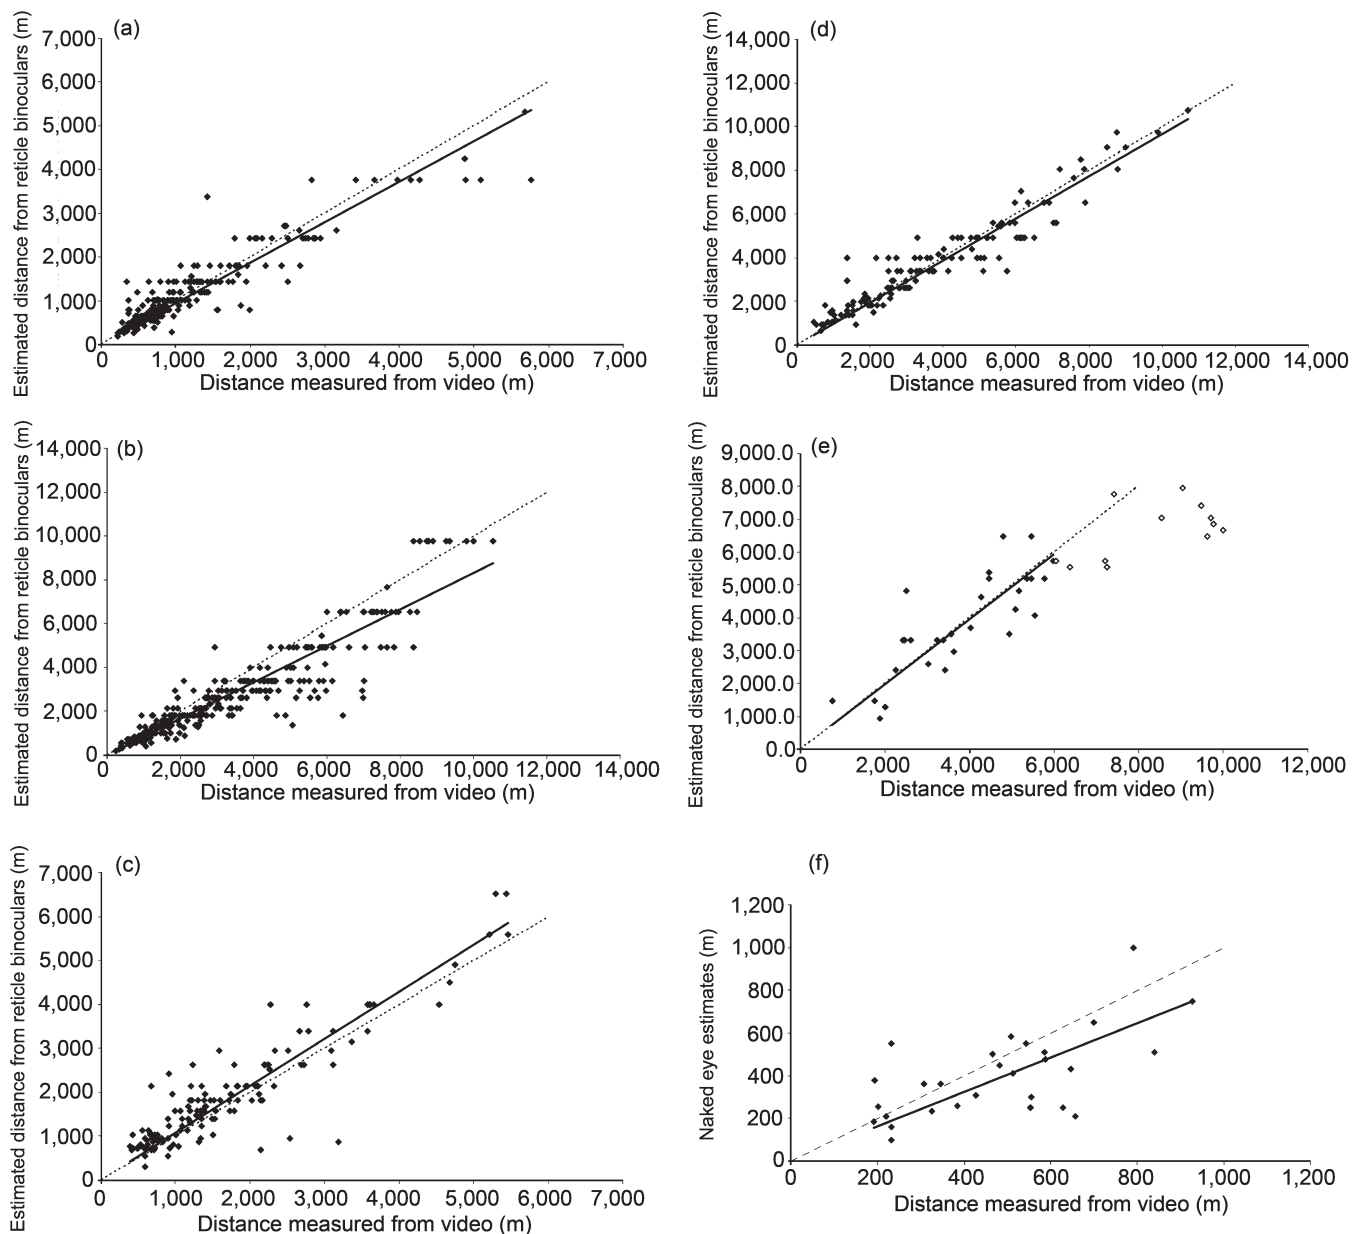 (a)
Estimated distance from reticle binoculars (m)
7,000
6,000
5,000
4,000
3,000
2,000
1,000
0
0 1,000 2,000 3,000 4,000 5,000 6,000 7,000
Distance measured from video (m)
(b)
Estimated distance from reticle binoculars (m)
14,000
12,000
10,000
8,000
6,000
4,000
2,000
0
0 2,000 4,000 6,000 8,000 10,000 12,000 14,000
Distance measured from video (m)
(c)
Estimated distance from reticle binoculars (m)
7,000
6,000
5,000
4,000
3,000
2,000
1,000
0
0 1,000 2,000 3,000 4,000 5,000 6,000 7,000
Distance measured from video (m)
(d)
Estimated distance from reticle binoculars (m)
14,000
12,000
10,000
8,000
6,000
4,000
2,000
0
0 2,000 4,000 6,000 8,000 10,000 12,000 14,000
Distance measured from video (m)
(e)
Estimated distance from reticle binoculars (m)
9,000.0
8,000.0
7,000.0
6,000.0
5,000.0
4,000.0
3,000.0
2,000.0
1,000.0
0.0
0 2,000 4,000 6,000 8,000 10,000 12,000
Distance measured from video (m)
(f)
Naked eye estimates (m)
1,200
1,000
800
600
400
200
0
0 200 400 600 800 1,000 1,200
Distance measured from video (m)